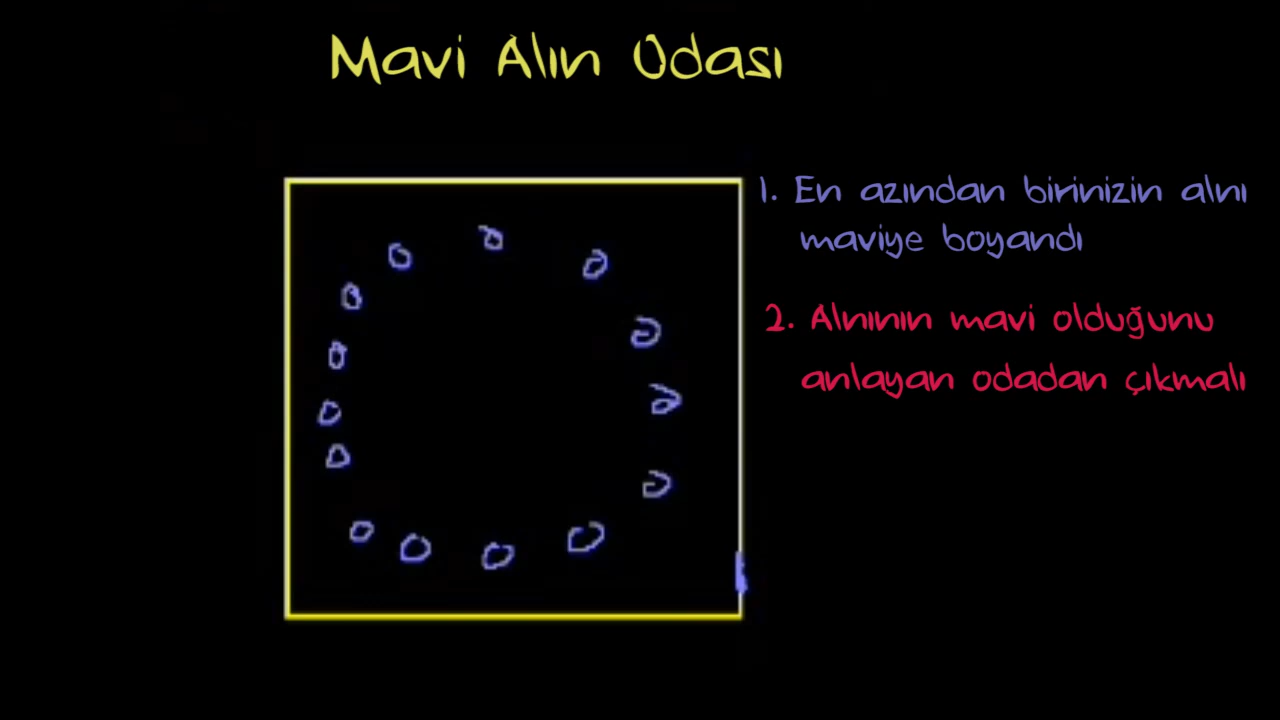 Mavi Alın Odası
1. En azından birinizin alnı
maviye boyandı
2. Alnının mavi olduğunu
anlayan odadan çıkmalı